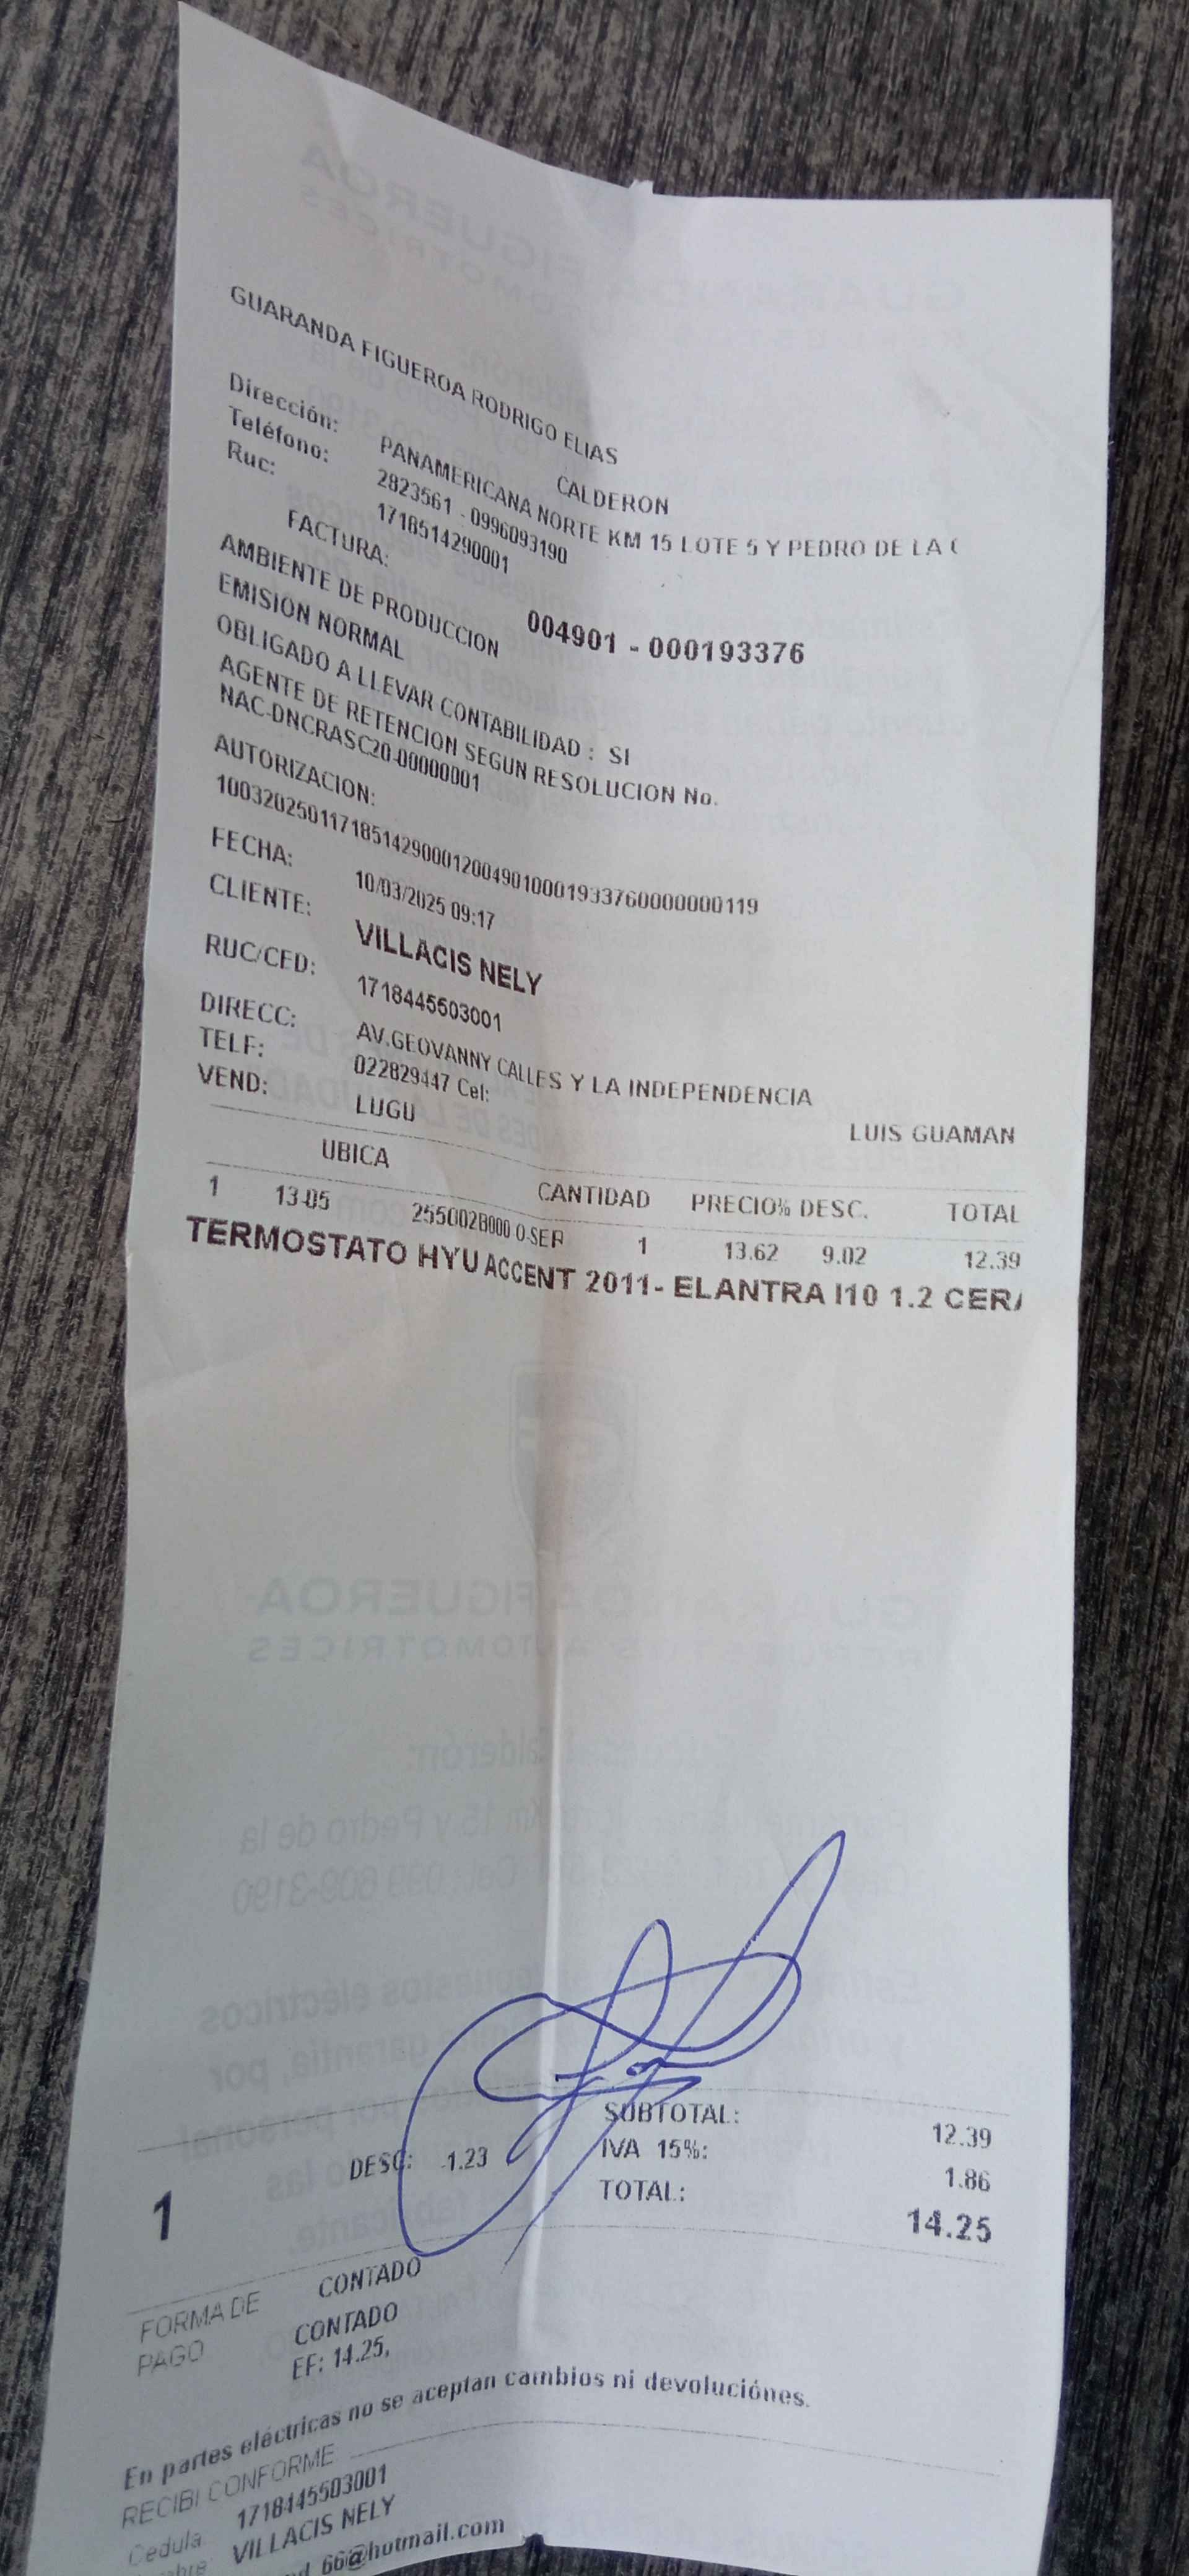 GUARANDA FIGUEROA RODRIGO ELIAS
CALDERON
Dirección: PANAMERICANA NORTE KM 15 LOTE 5 Y PEDRO DE LA C
Teléfono: 2823561 - 0996093190
Ruc: 1718514290001
FACTURA: 004901 - 000193376
AMBIENTE DE PRODUCCION
EMISION NORMAL
OBLIGADO A LLEVAR CONTABILIDAD : SI
AGENTE DE RETENCION SEGUN RESOLUCION No.
NAC-DNCRASC20-00000001
AUTORIZACION:
1003202501171851429000120049010001933760000000119
FECHA: 10/03/2025 09:17
CLIENTE: VILLACIS NELY
RUC/CED: 1718445503001
DIRECC: AV.GEOVANNY CALLES Y LA INDEPENDENCIA
TELF: 022829447 Cel:
VEND: LUGU LUIS GUAMAN
UBICA CANTIDAD PRECIO% DESC. TOTAL
1 13-05 255002B000.0-SER 1 13.62 9.02 12.39
TERMOSTATO HYU ACCENT 2011- ELANTRA I10 1.2 CERA
SUBTOTAL: 12.39
DESC: -1.23 IVA 15%: 1.86
1 TOTAL: 14.25
FORMA DE CONTADO
PAGO CONTADO
EF: 14.25,
En partes eléctricas no se aceptan cambios ni devoluciónes.
RECIBI CONFORME
Cedula 1718445503001
VILLACIS NELY
66@hotmail.com